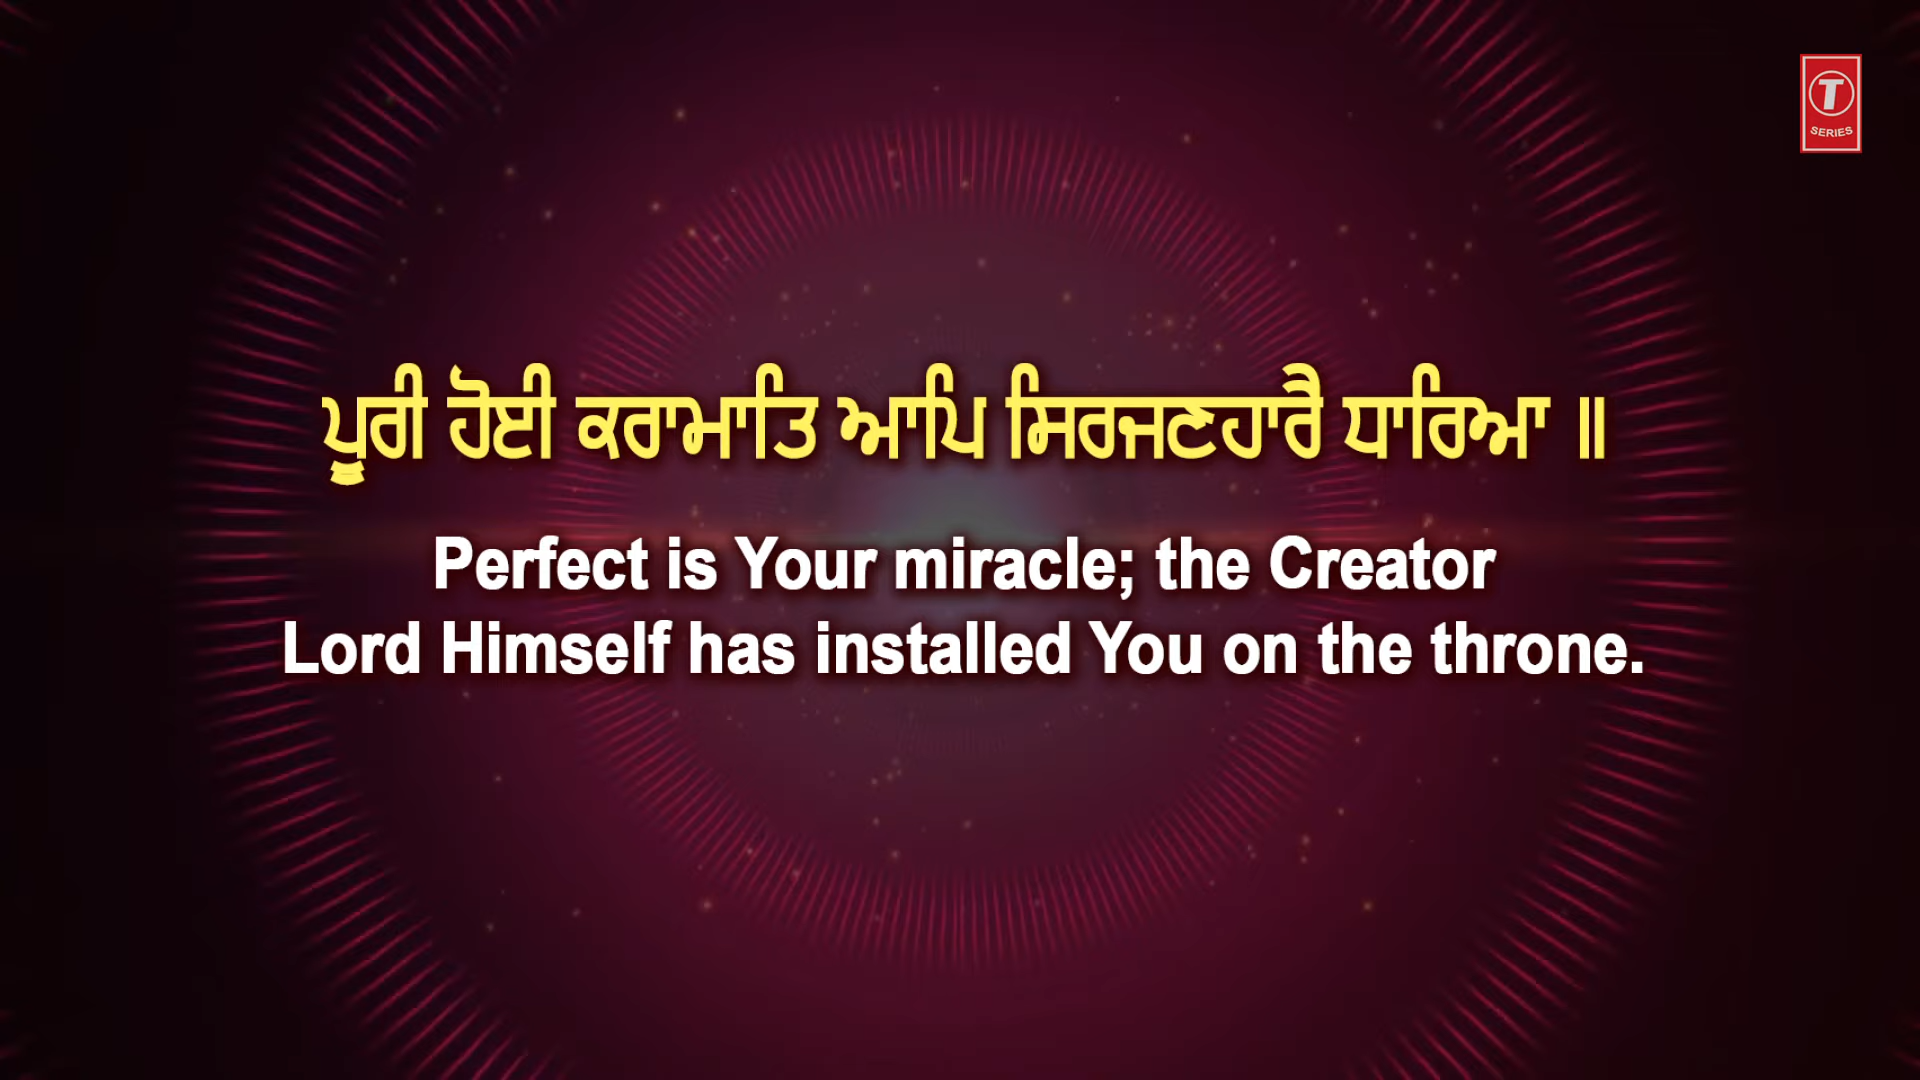 T
SERIES
ਪੂਰੀ ਹੋਈ ਕਰਾਮਾਤਿ ਆਪਿ ਸਿਰਜਣਹਾਰੈ ਧਾਰਿਆ ॥
Perfect is Your miracle; the Creator
Lord Himself has installed You on the throne.